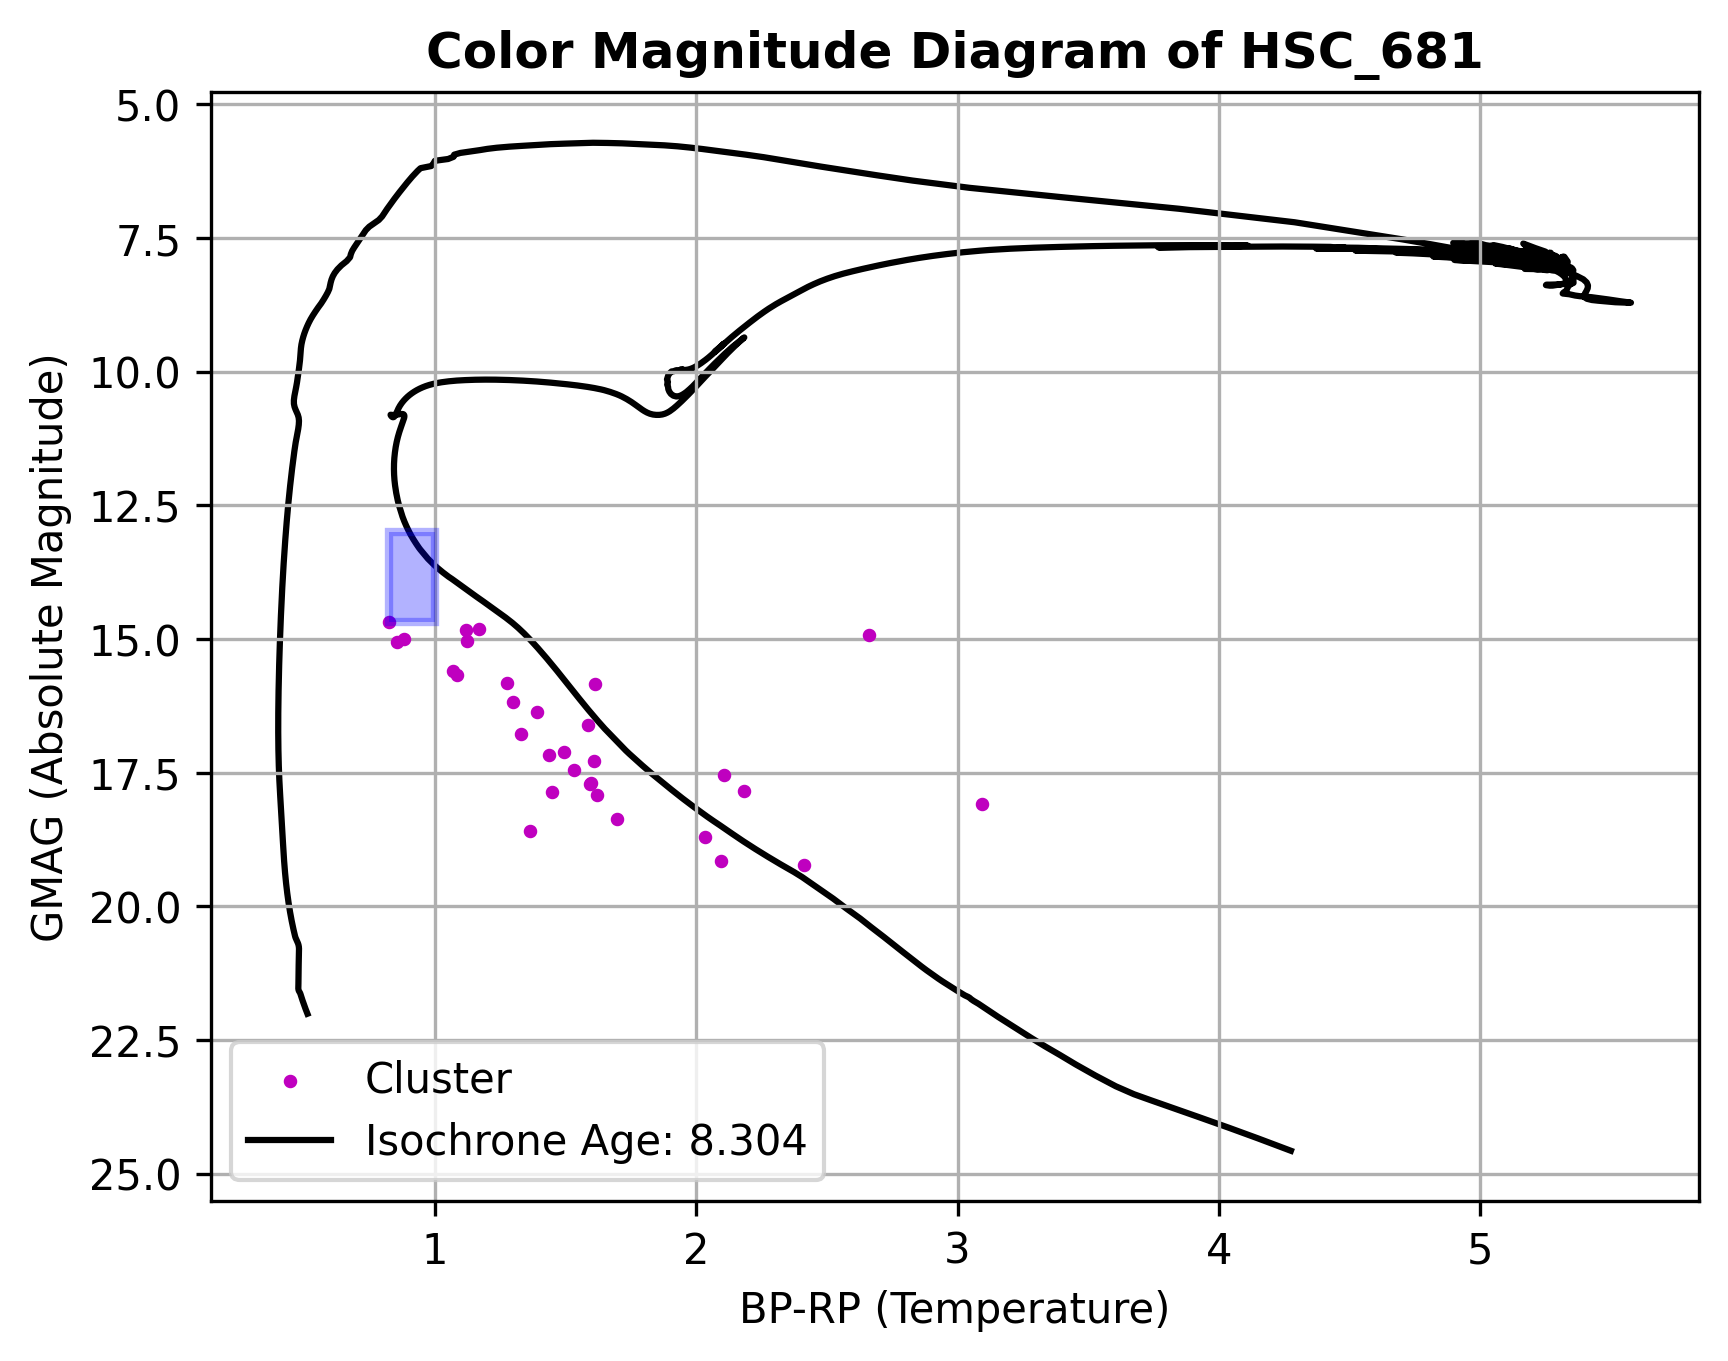 Color Magnitude Diagram of HSC_681
5.0
7.5
10.0
12.5
15.0
17.5
20.0
22.5
25.0
GMAG (Absolute Magnitude)
Cluster
Isochrone Age: 8.304
1 2 3 4 5
BP-RP (Temperature)